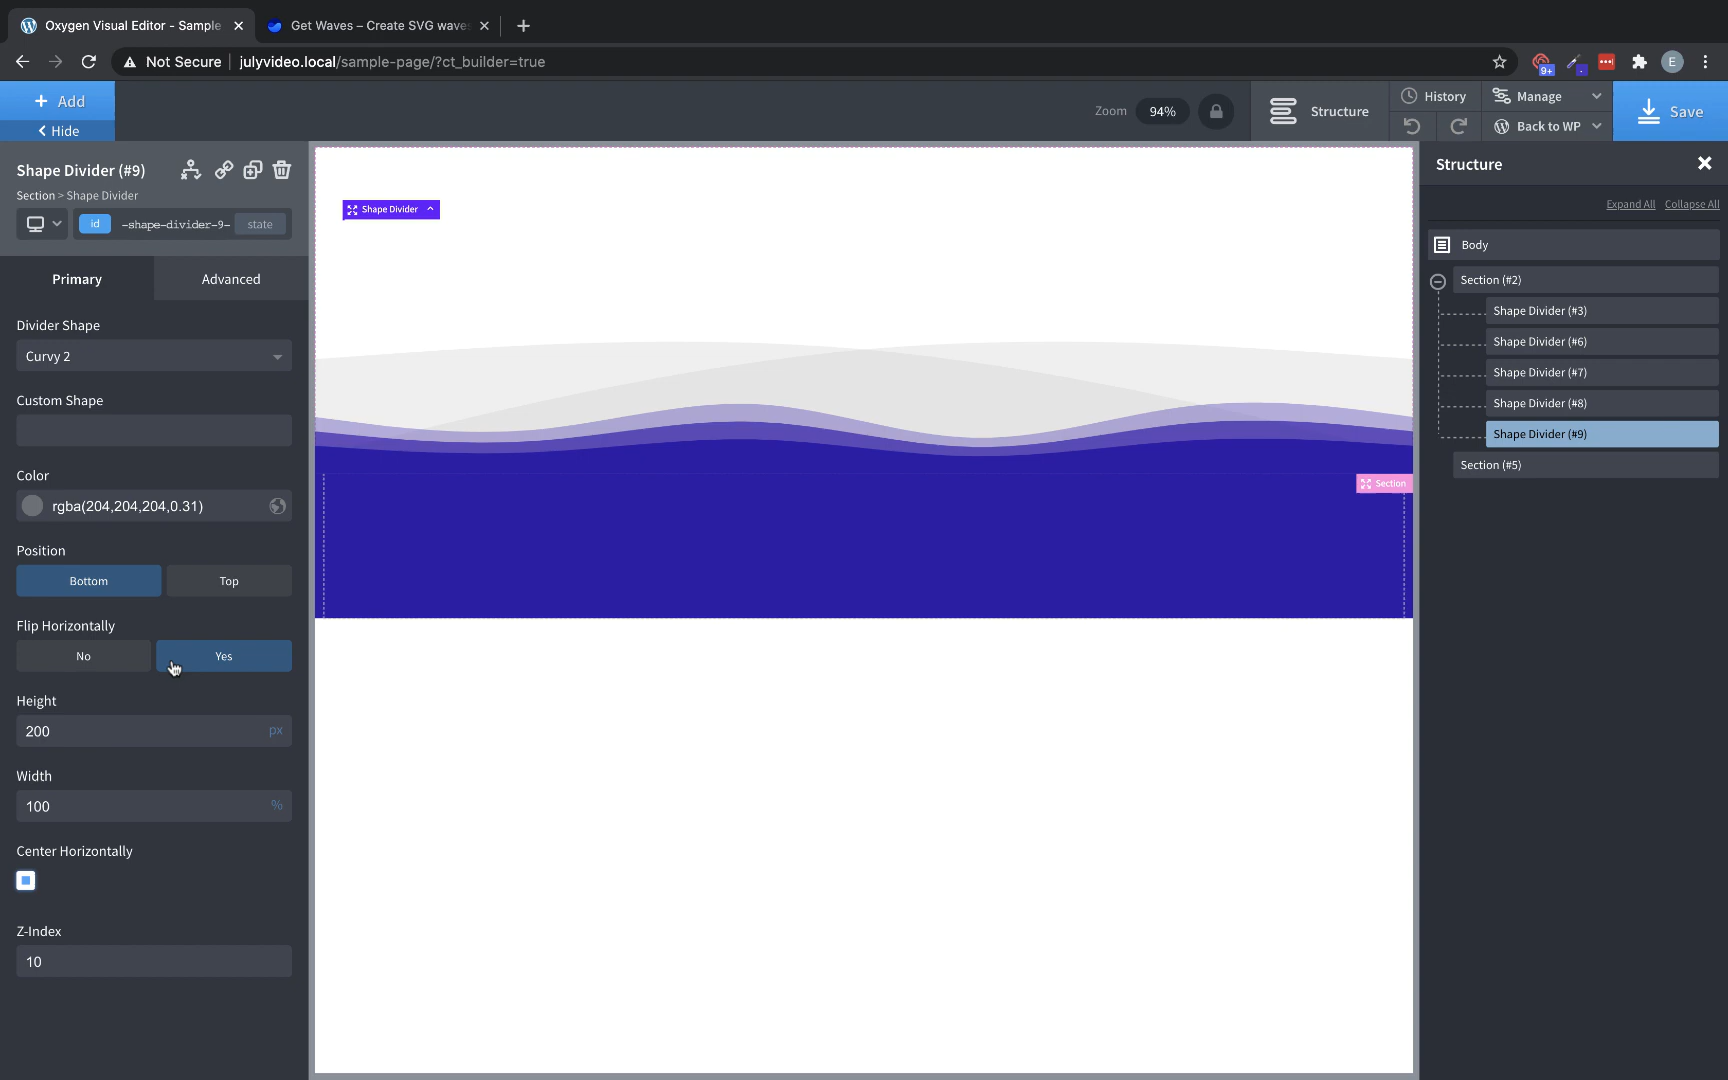 Oxygen Visual Editor - Sample
Get Waves – Create SVG waves
Not Secure
julyvideo.local/sample-page/?ct_builder=true
9+
E
+ Add
Hide
Zoom
94%
Structure
History
Manage
Back to WP
Save
Shape Divider (#9)
Section > Shape Divider
id
-shape-divider-9-
state
Primary
Advanced
Divider Shape
Curvy 2
Custom Shape
Color
rgba(204,204,204,0.31)
Position
Bottom
Top
Flip Horizontally
No
Yes
Height
200
px
Width
100
%
Center Horizontally
Z-Index
10
Shape Divider
Section
Structure
Expand All
Collapse All
Body
Section (#2)
Shape Divider (#3)
Shape Divider (#6)
Shape Divider (#7)
Shape Divider (#8)
Shape Divider (#9)
Section (#5)